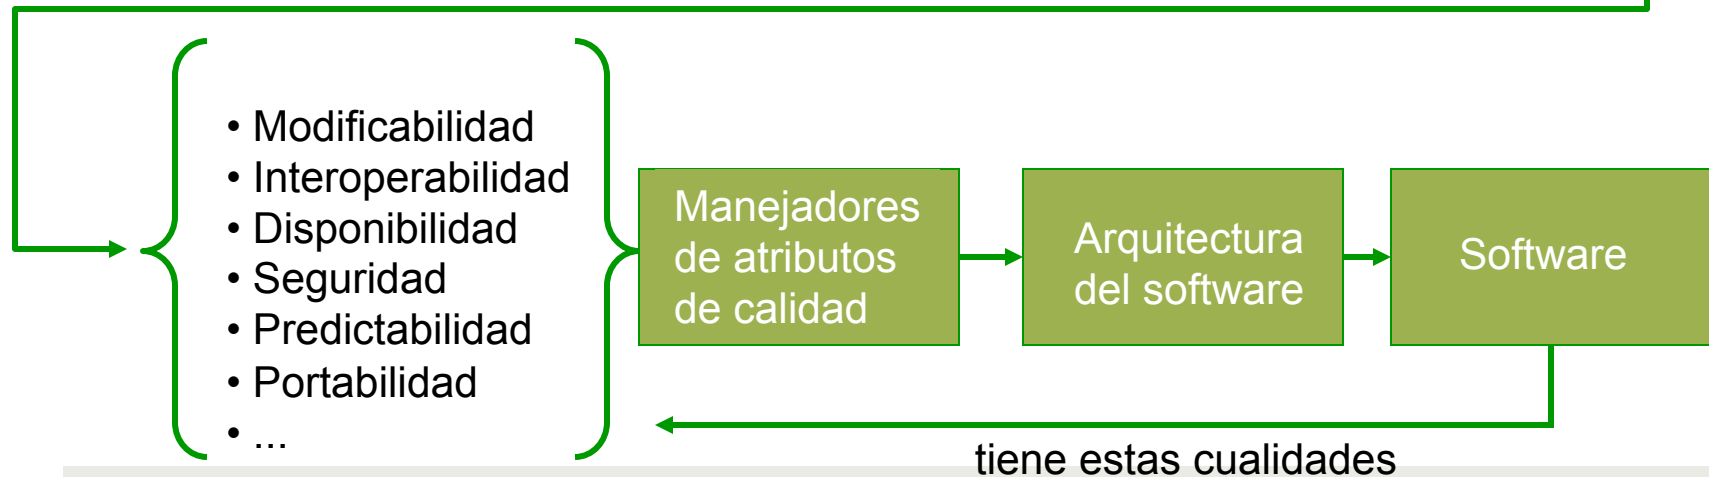 • Modificabilidad
• Interoperabilidad
• Disponibilidad
• Seguridad
• Predictabilidad
• Portabilidad
• ...
Manejadores
de atributos
de calidad
Arquitectura
del software
Software
tiene estas cualidades